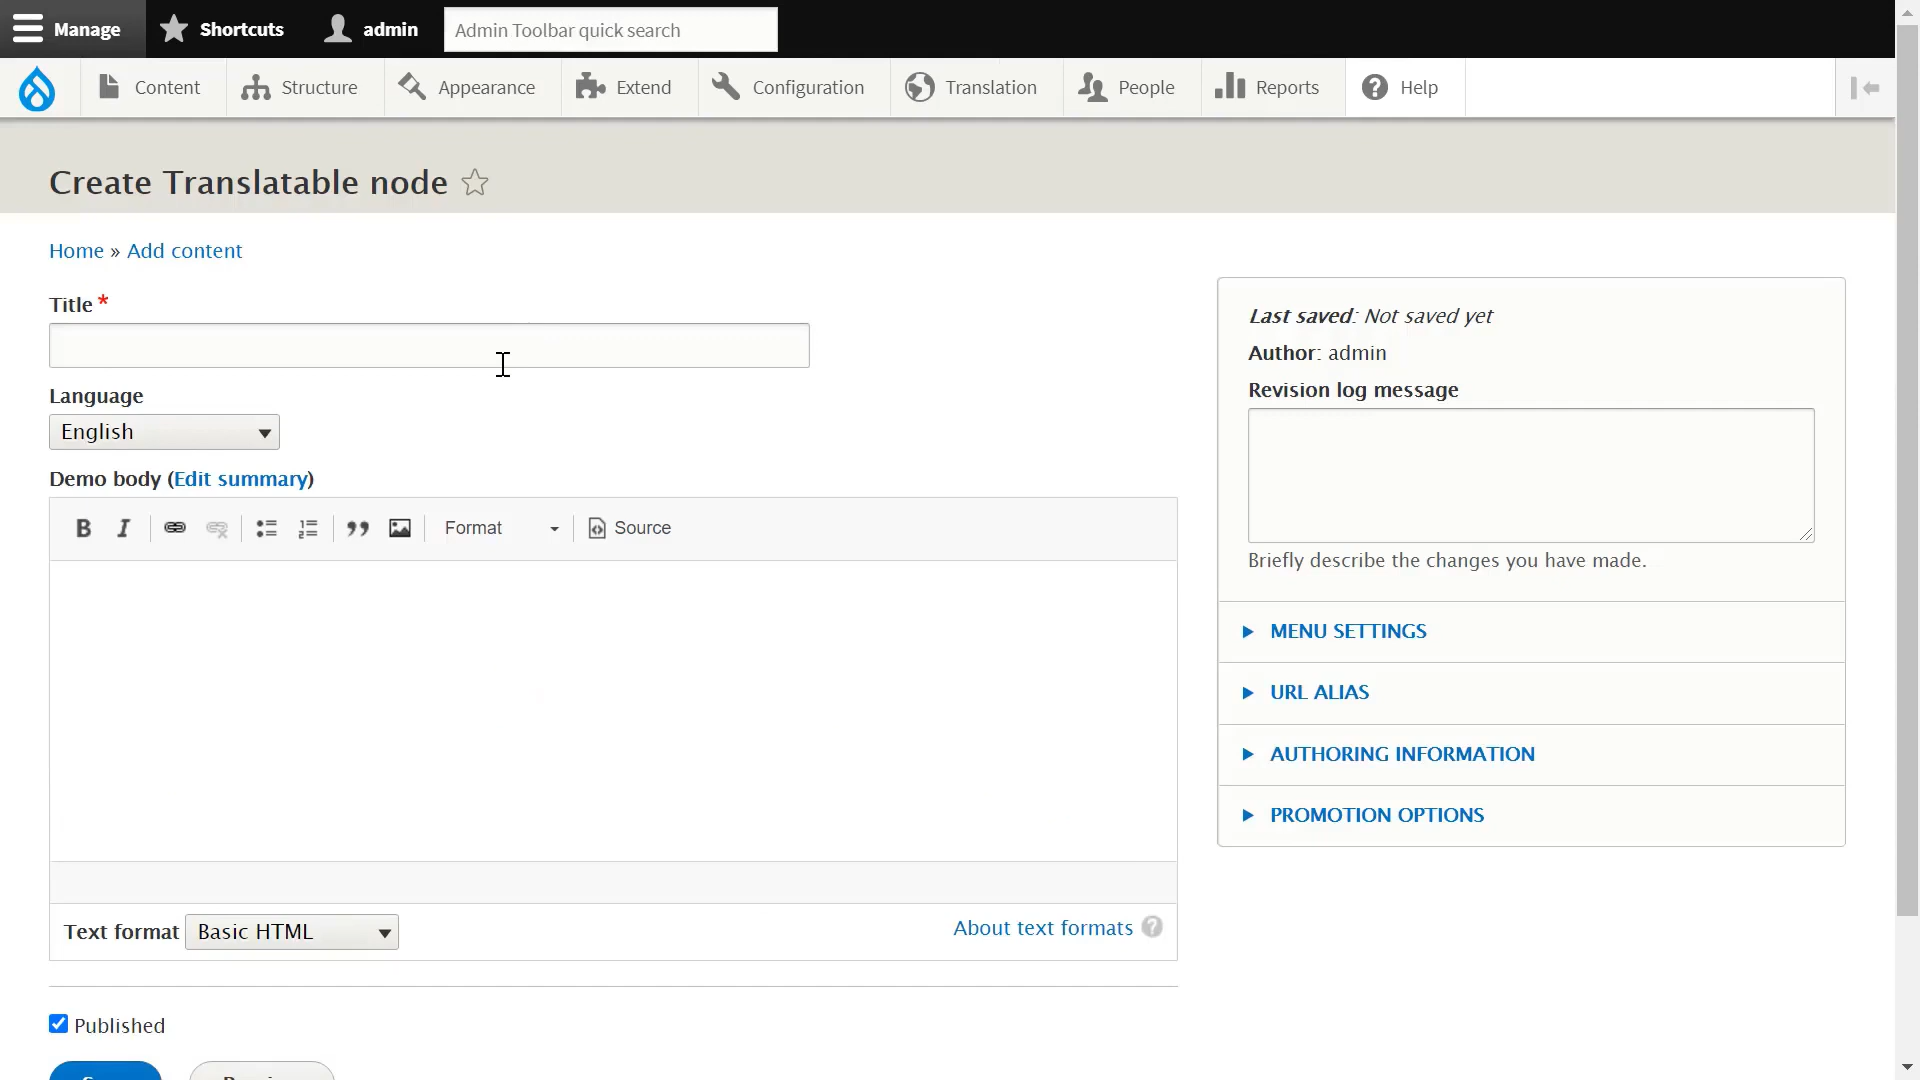 Manage
Shortcuts
admin
Admin Toolbar quick search
Content
Structure
Appearance
Extend
Configuration
Translation
People
Reports
Help
Create Translatable node
Home » Add content
Title *
Language
English
Demo body (Edit summary)
Format
Source
Text format
Basic HTML
About text formats ?
Published
Last saved: Not saved yet
Author: admin
Revision log message
Briefly describe the changes you have made.
MENU SETTINGS
URL ALIAS
AUTHORING INFORMATION
PROMOTION OPTIONS